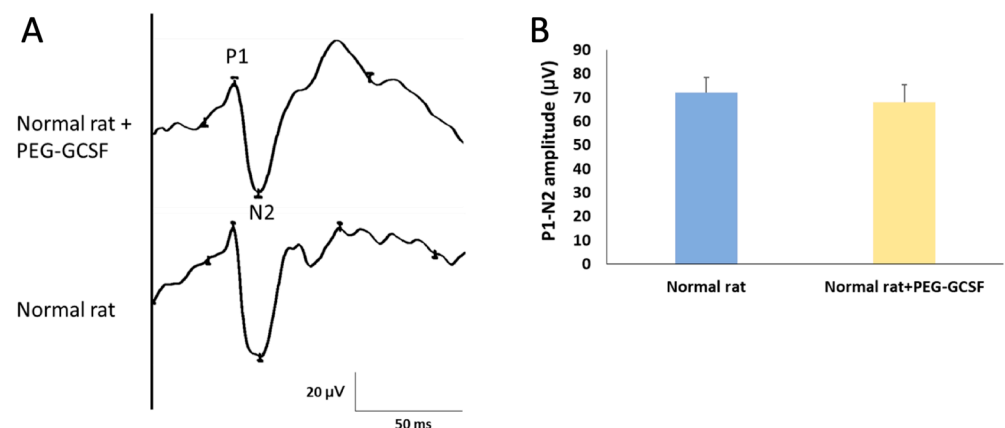 A
P1
Normal rat +
PEG-GCSF
N2
Normal rat
20 µV
50 ms
B
P1-N2 amplitude (µV)
90
80
70
60
50
40
30
20
10
0
Normal rat
Normal rat+PEG-GCSF